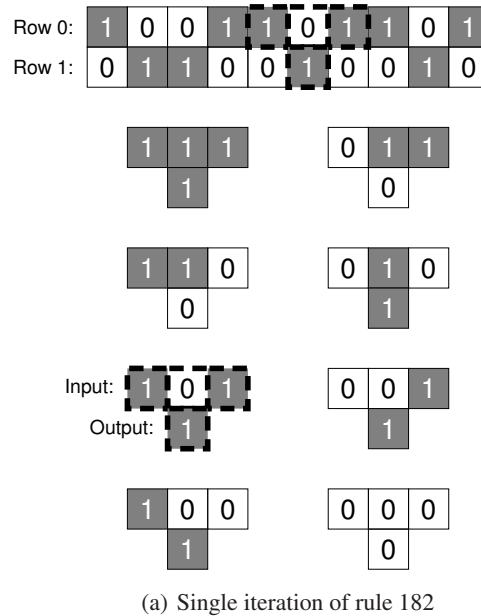 Row 0: 1 0 0 1 1 0 1 1 0 1
Row 1: 0 1 1 0 0 1 0 0 1 0
1 1 1 0 1 1
1 0
1 1 0 0 1 0
0 1
Input: 1 0 1 0 0 1
Output: 1 1
1 0 0 0 0 0
1 0
(a) Single iteration of rule 182